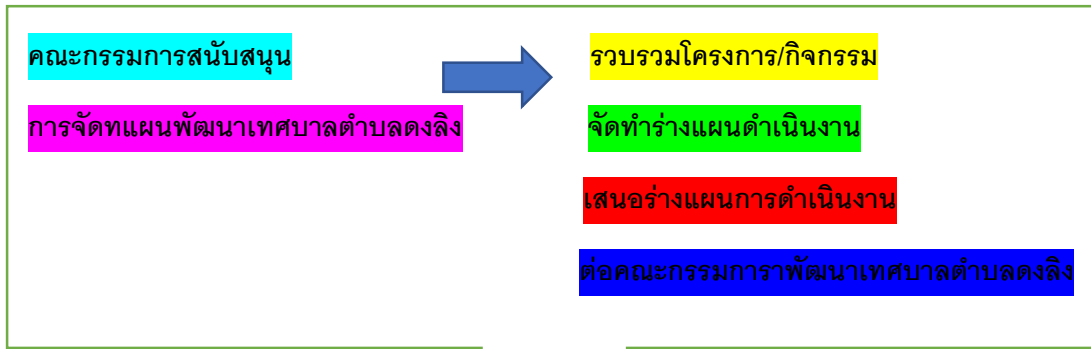 คณะกรรมการสนับสนุน
การจัดทแผนพัฒนาเทศบาลตำบลดงลิง
รวบรวมโครงการ/กิจกรรม
จัดทำร่างแผนดำเนินงาน
เสนอร่างแผนการดำเนินงาน
ต่อคณะกรรมการาพัฒนาเทศบาลตำบลดงลิง